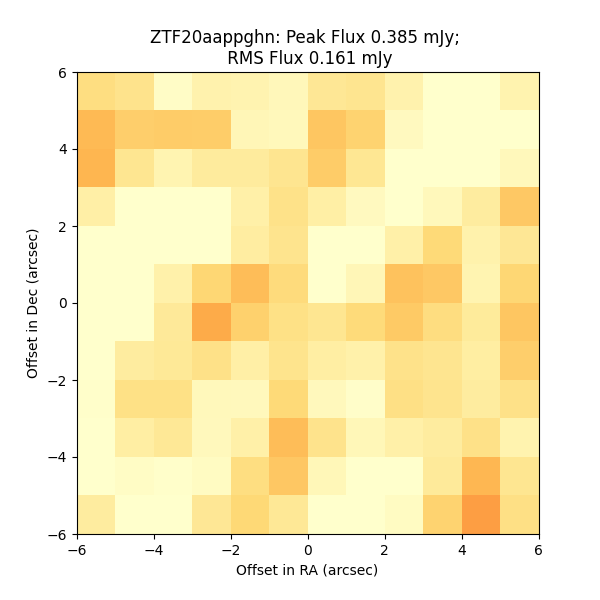 ZTF20aappghn: Peak Flux 0.385 mJy;
RMS Flux 0.161 mJy
6
4
2
0
−2
−4
−6
Offset in Dec (arcsec)
−6 −4 −2 0 2 4 6
Offset in RA (arcsec)